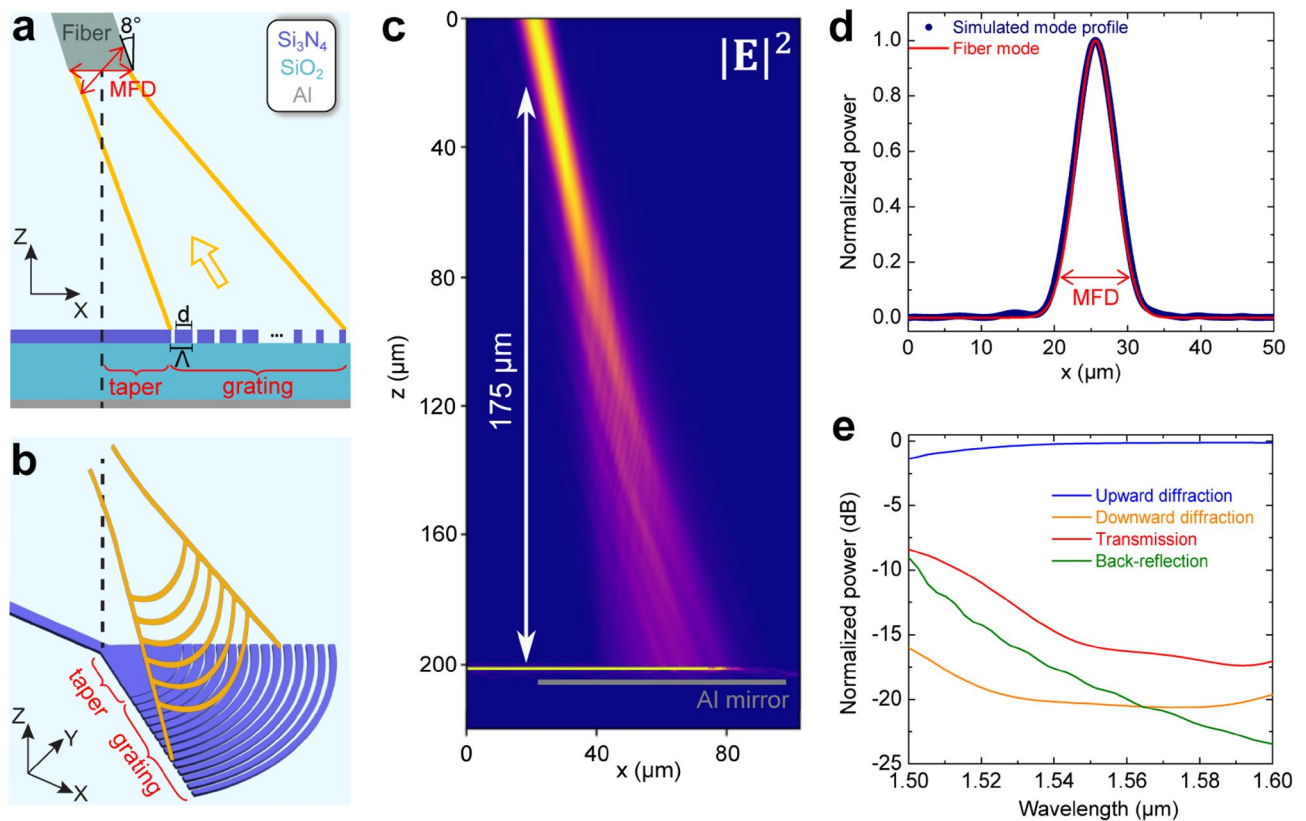 a
Fiber
8°
MFD
Si₃N₄
SiO₂
Al
Z
X
d
Λ
...
taper
grating
b
taper
grating
Z
Y
X
c
|E|²
175 µm
Al mirror
0
40
80
120
160
200
z (µm)
0
40
80
x (µm)
d
Simulated mode profile
Fiber mode
MFD
1.0
0.8
0.6
0.4
0.2
0.0
Normalized power
0
10
20
30
40
50
x (µm)
e
Upward diffraction
Downward diffraction
Transmission
Back-reflection
0
-5
-10
-15
-20
-25
Normalized power (dB)
1.50
1.52
1.54
1.56
1.58
1.60
Wavelength (µm)